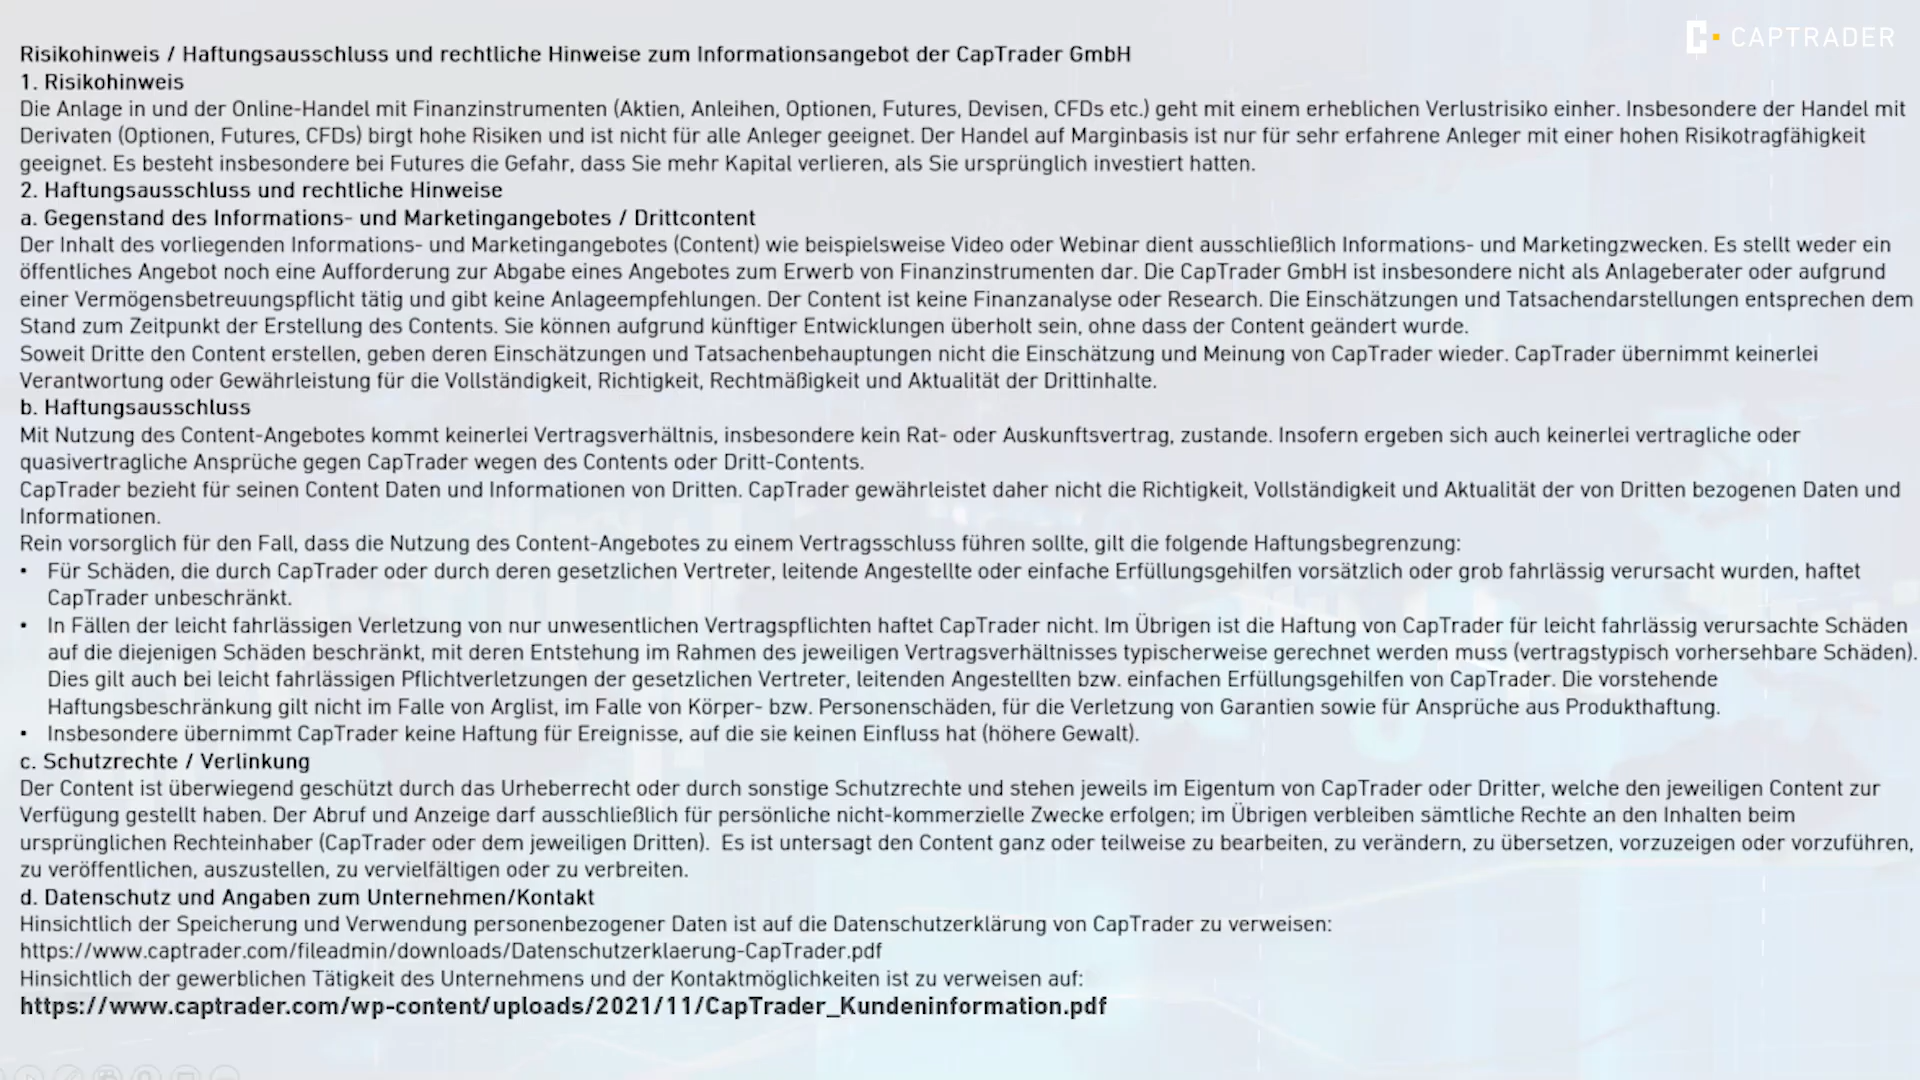 CAPTRADER
Risikohinweis / Haftungsausschluss und rechtliche Hinweise zum Informationsangebot der CapTrader GmbH
1. Risikohinweis
Die Anlage in und der Online-Handel mit Finanzinstrumenten (Aktien, Anleihen, Optionen, Futures, Devisen, CFDs etc.) geht mit einem erheblichen Verlustrisiko einher. Insbesondere der Handel mit
Derivaten (Optionen, Futures, CFDs) birgt hohe Risiken und ist nicht für alle Anleger geeignet. Der Handel auf Marginbasis ist nur für sehr erfahrene Anleger mit einer hohen Risikotragfähigkeit
geeignet. Es besteht insbesondere bei Futures die Gefahr, dass Sie mehr Kapital verlieren, als Sie ursprünglich investiert hatten.
2. Haftungsausschluss und rechtliche Hinweise
a. Gegenstand des Informations- und Marketingangebotes / Drittcontent
Der Inhalt des vorliegenden Informations- und Marketingangebotes (Content) wie beispielsweise Video oder Webinar dient ausschließlich Informations- und Marketingzwecken. Es stellt weder ein
öffentliches Angebot noch eine Aufforderung zur Abgabe eines Angebotes zum Erwerb von Finanzinstrumenten dar. Die CapTrader GmbH ist insbesondere nicht als Anlageberater oder aufgrund
einer Vermögensbetreuungspflicht tätig und gibt keine Anlageempfehlungen. Der Content ist keine Finanzanalyse oder Research. Die Einschätzungen und Tatsachendarstellungen entsprechen dem
Stand zum Zeitpunkt der Erstellung des Contents. Sie können aufgrund künftiger Entwicklungen überholt sein, ohne dass der Content geändert wurde.
Soweit Dritte den Content erstellen, geben deren Einschätzungen und Tatsachenbehauptungen nicht die Einschätzung und Meinung von CapTrader wieder. CapTrader übernimmt keinerlei
Verantwortung oder Gewährleistung für die Vollständigkeit, Richtigkeit, Rechtmäßigkeit und Aktualität der Drittinhalte.
b. Haftungsausschluss
Mit Nutzung des Content-Angebotes kommt keinerlei Vertragsverhältnis, insbesondere kein Rat- oder Auskunftsvertrag, zustande. Insofern ergeben sich auch keinerlei vertragliche oder
quasivertragliche Ansprüche gegen CapTrader wegen des Contents oder Dritt-Contents.
CapTrader bezieht für seinen Content Daten und Informationen von Dritten. CapTrader gewährleistet daher nicht die Richtigkeit, Vollständigkeit und Aktualität der von Dritten bezogenen Daten und
Informationen.
Rein vorsorglich für den Fall, dass die Nutzung des Content-Angebotes zu einem Vertragsschluss führen sollte, gilt die folgende Haftungsbegrenzung:
• Für Schäden, die durch CapTrader oder durch deren gesetzlichen Vertreter, leitende Angestellte oder einfache Erfüllungsgehilfen vorsätzlich oder grob fahrlässig verursacht wurden, haftet
CapTrader unbeschränkt.
• In Fällen der leicht fahrlässigen Verletzung von nur unwesentlichen Vertragspflichten haftet CapTrader nicht. Im Übrigen ist die Haftung von CapTrader für leicht fahrlässig verursachte Schäden
auf die diejenigen Schäden beschränkt, mit deren Entstehung im Rahmen des jeweiligen Vertragsverhältnisses typischerweise gerechnet werden muss (vertragstypisch vorhersehbare Schäden).
Dies gilt auch bei leicht fahrlässigen Pflichtverletzungen der gesetzlichen Vertreter, leitenden Angestellten bzw. einfachen Erfüllungsgehilfen von CapTrader. Die vorstehende
Haftungsbeschränkung gilt nicht im Falle von Arglist, im Falle von Körper- bzw. Personenschäden, für die Verletzung von Garantien sowie für Ansprüche aus Produkthaftung.
• Insbesondere übernimmt CapTrader keine Haftung für Ereignisse, auf die sie keinen Einfluss hat (höhere Gewalt).
c. Schutzrechte / Verlinkung
Der Content ist überwiegend geschützt durch das Urheberrecht oder durch sonstige Schutzrechte und stehen jeweils im Eigentum von CapTrader oder Dritter, welche den jeweiligen Content zur
Verfügung gestellt haben. Der Abruf und Anzeige darf ausschließlich für persönliche nicht-kommerzielle Zwecke erfolgen; im Übrigen verbleiben sämtliche Rechte an den Inhalten beim
ursprünglichen Rechteinhaber (CapTrader oder dem jeweiligen Dritten). Es ist untersagt den Content ganz oder teilweise zu bearbeiten, zu verändern, zu übersetzen, vorzuzeigen oder vorzuführen,
zu veröffentlichen, auszustellen, zu vervielfältigen oder zu verbreiten.
d. Datenschutz und Angaben zum Unternehmen/Kontakt
Hinsichtlich der Speicherung und Verwendung personenbezogener Daten ist auf die Datenschutzerklärung von CapTrader zu verweisen:
https://www.captrader.com/fileadmin/downloads/Datenschutzerklaerung-CapTrader.pdf
Hinsichtlich der gewerblichen Tätigkeit des Unternehmens und der Kontaktmöglichkeiten ist zu verweisen auf:
https://www.captrader.com/wp-content/uploads/2021/11/CapTrader_Kundeninformation.pdf